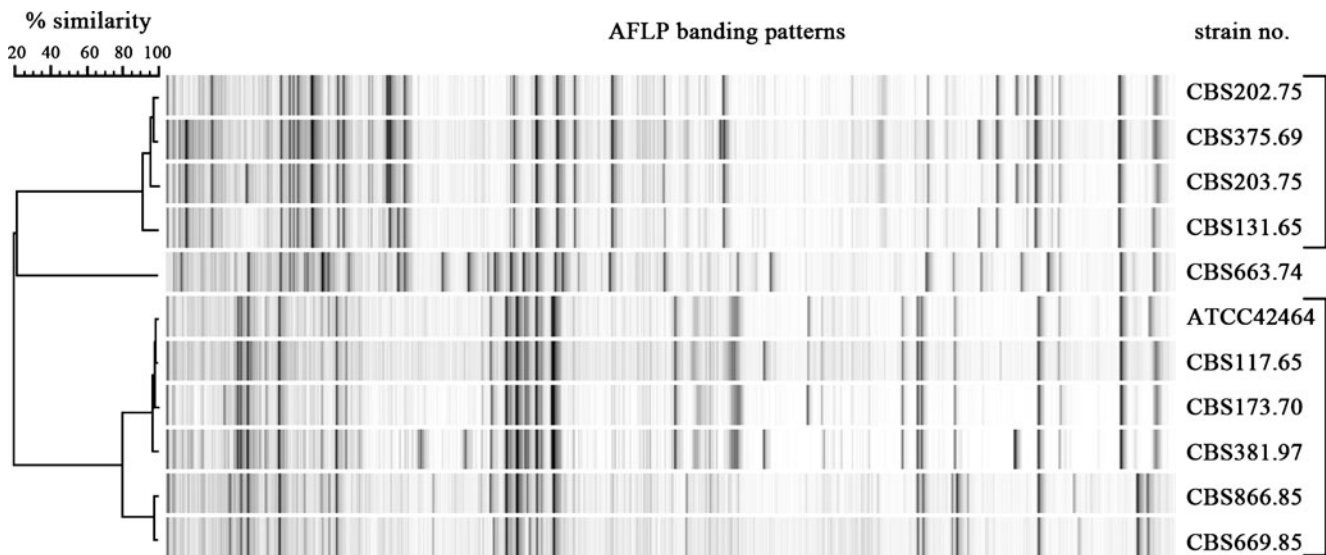 % similarity
AFLP banding patterns
strain no.
20 40 60 80 100
CBS202.75
CBS375.69
CBS203.75
CBS131.65
CBS663.74
ATCC42464
CBS117.65
CBS173.70
CBS381.97
CBS866.85
CBS669.85